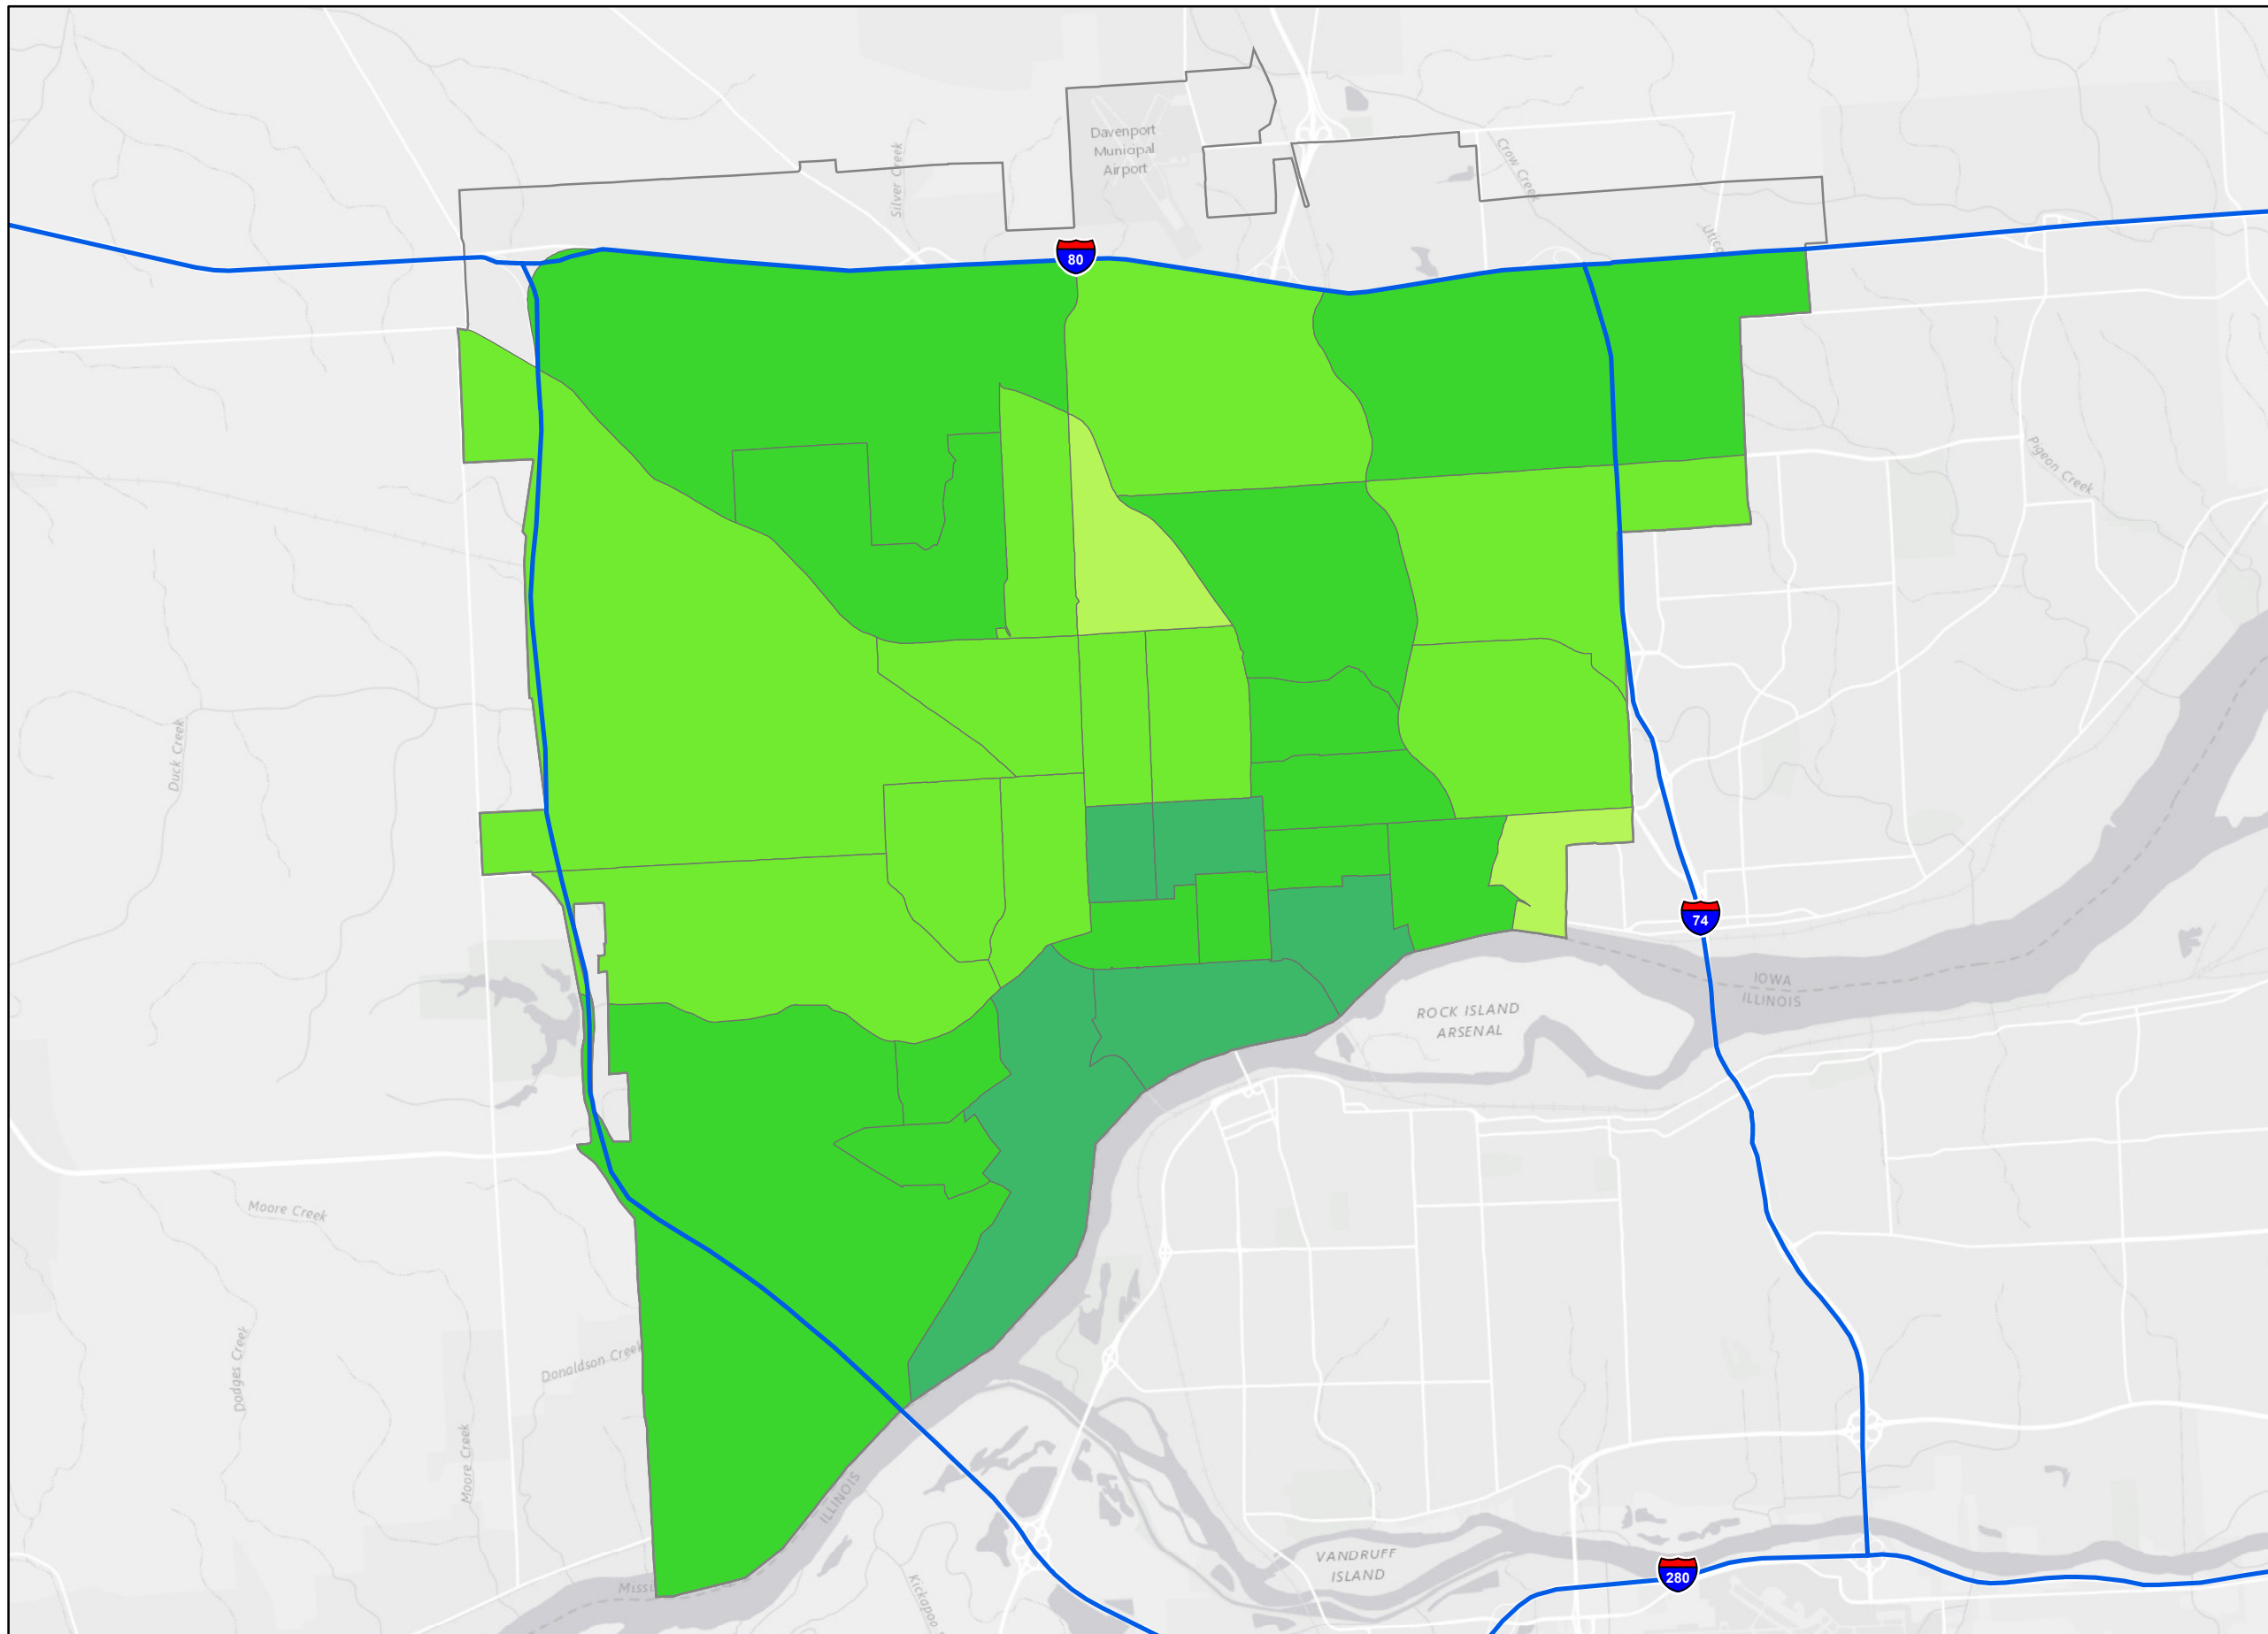 Davenport
Municipal
Airport
Silver Creek
Crow Creek
80
Pigeon Creek
Duck Creek
74
IOWA
ILLINOIS
ROCK ISLAND
ARSENAL
Moore Creek
Donaldson Creek
Dodges Creek
Moore Creek
ILLINOIS
VANDRUFF
ISLAND
280
Kickapoo